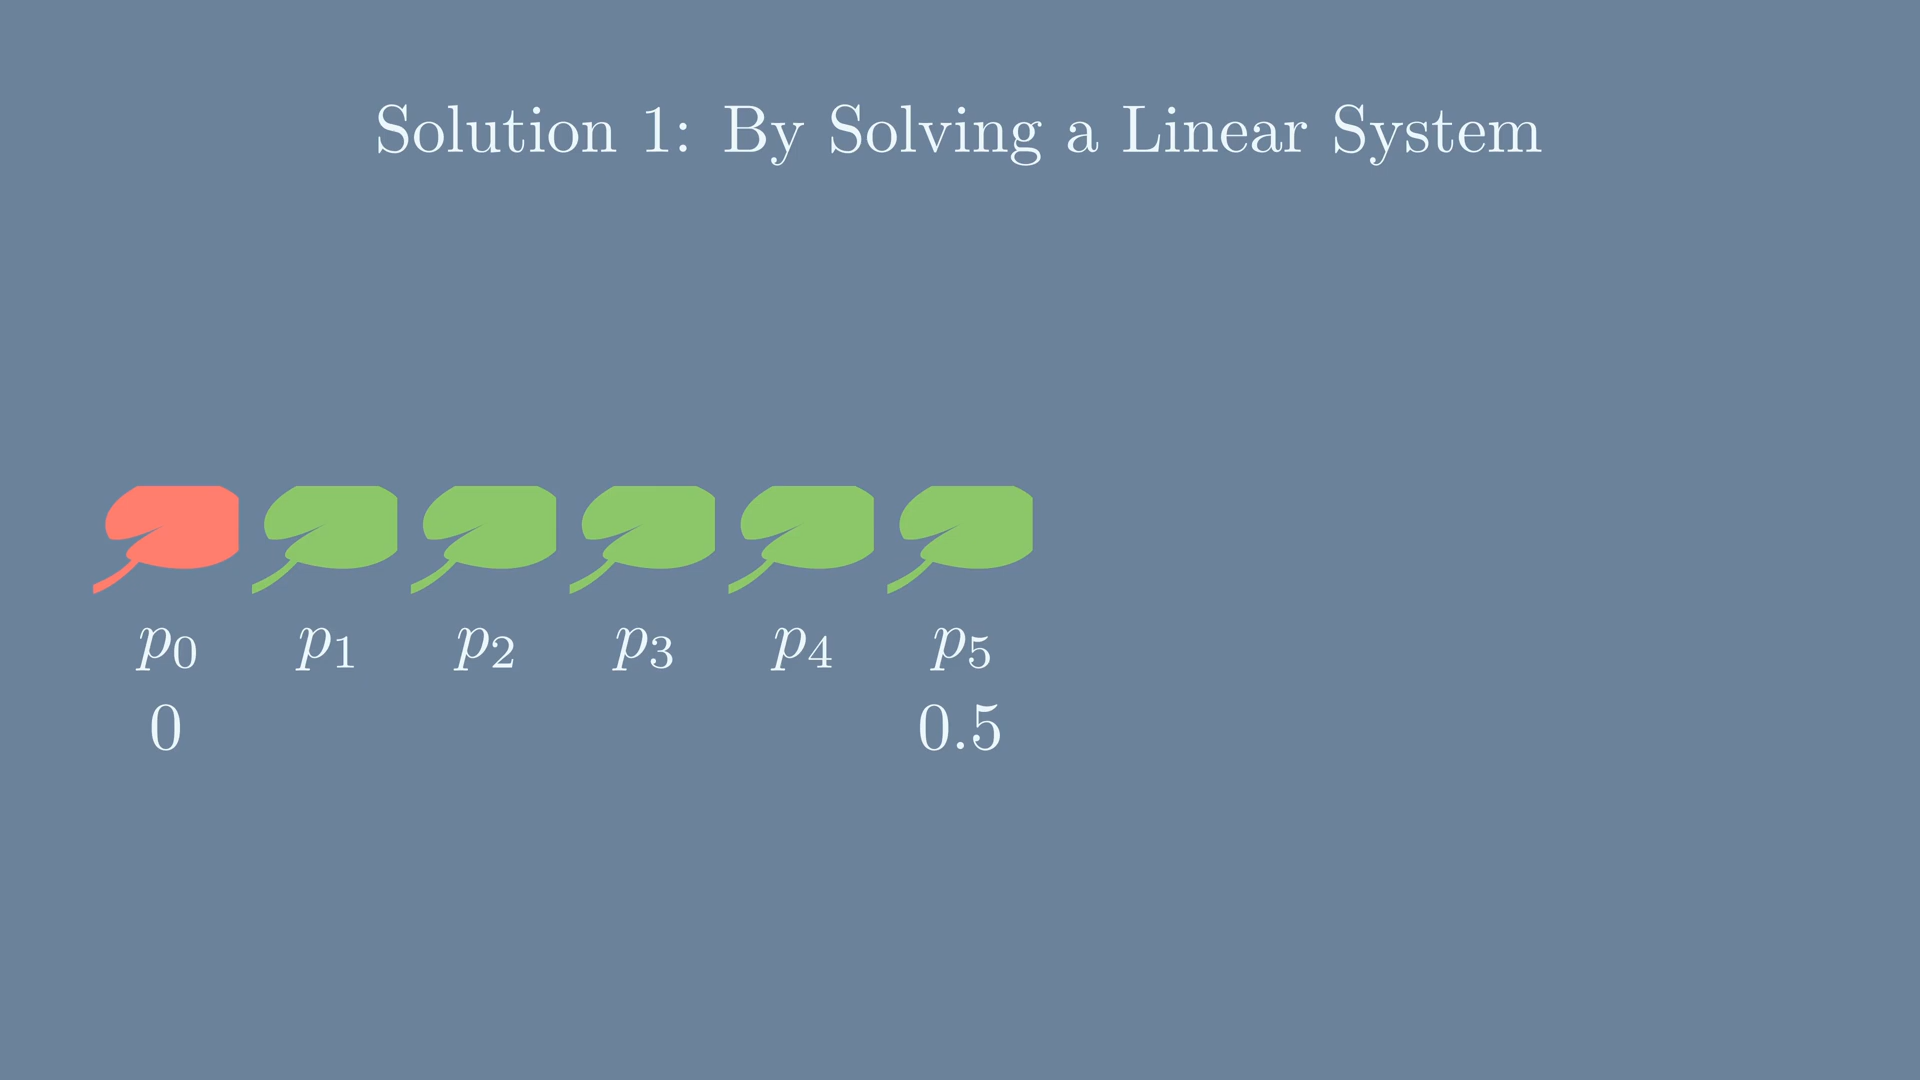 Solution 1: By Solving a Linear System
p₀ p₁ p₂ p₃ p₄ p₅
0 0.5